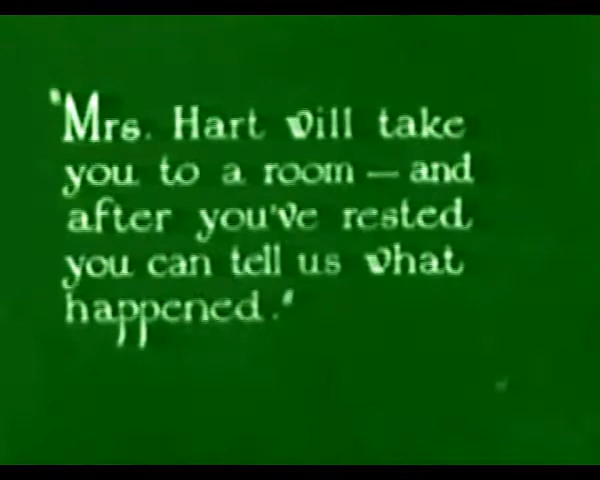 "Mrs. Hart will take
you to a room — and
after you've rested
you can tell us what
happened."